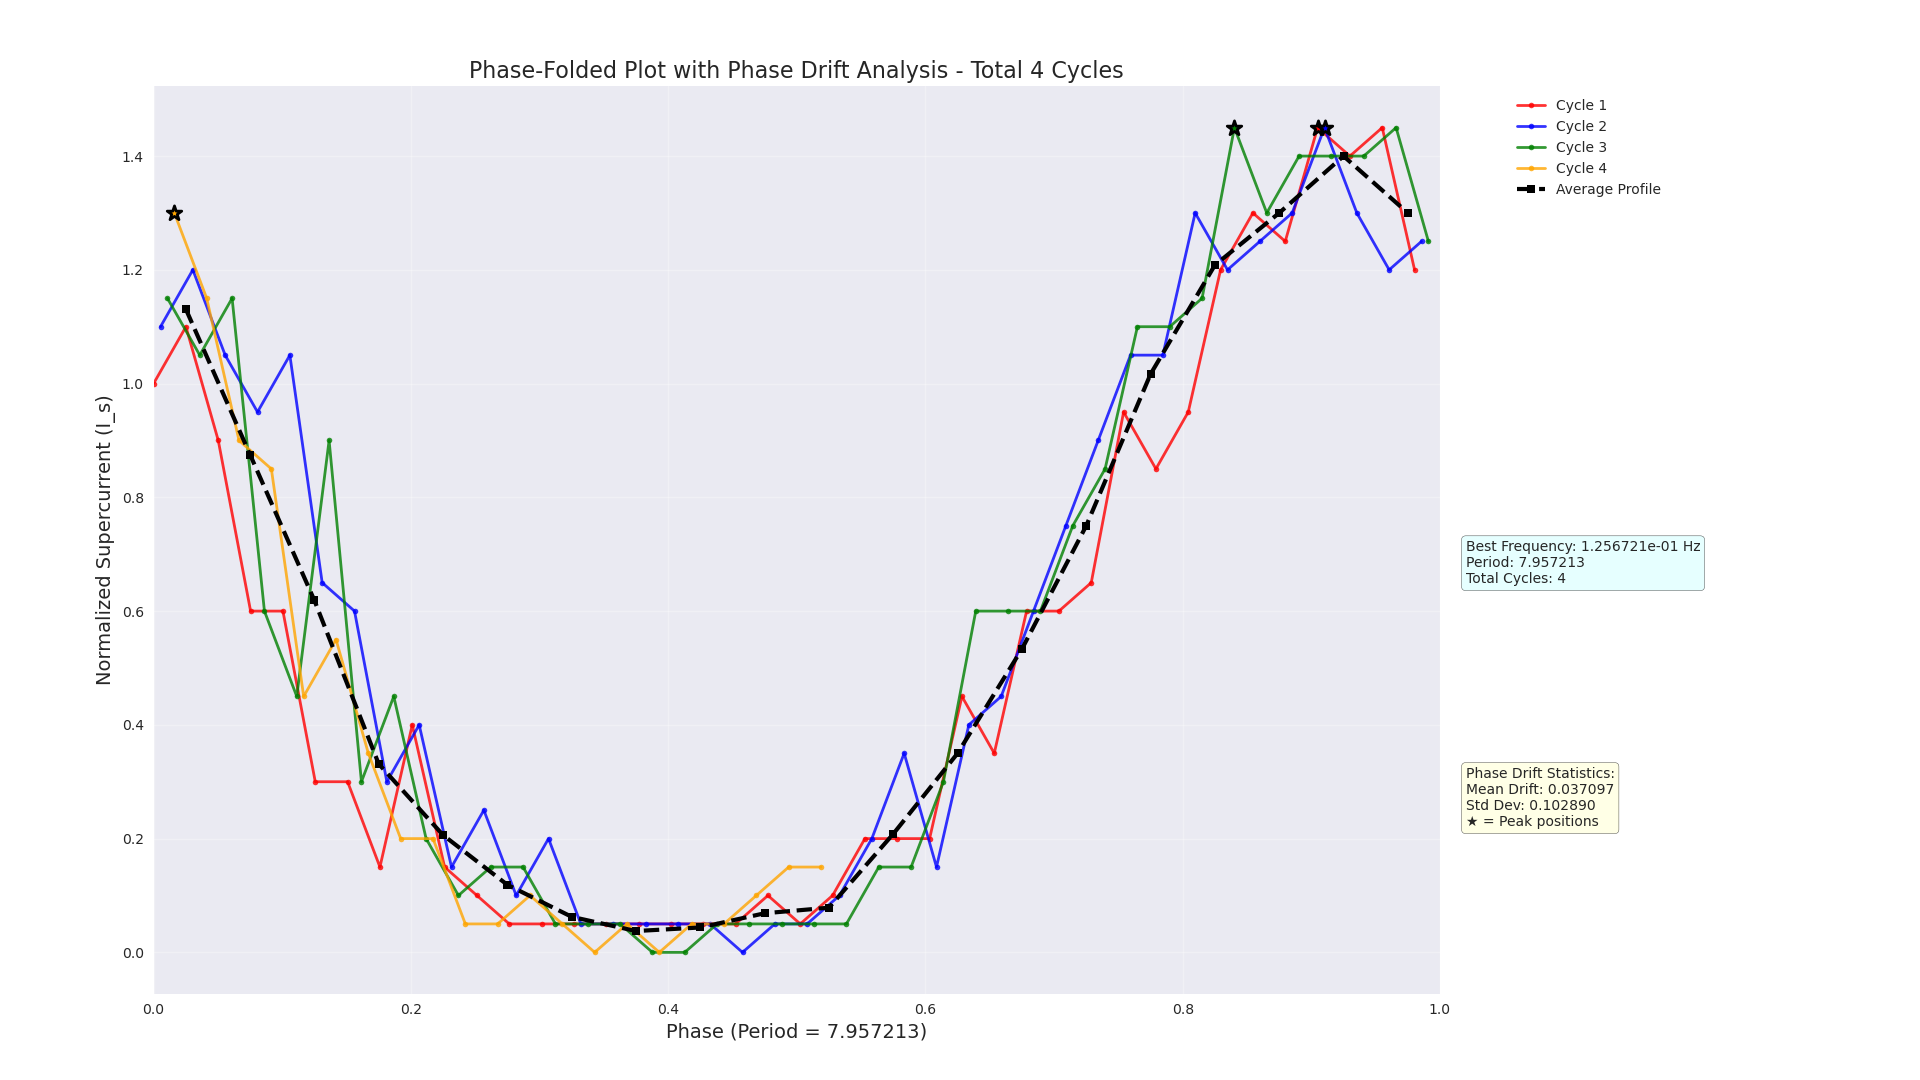 Phase-Folded Plot with Phase Drift Analysis - Total 4 Cycles
Normalized Supercurrent (I_s)
1.4
1.2
1.0
0.8
0.6
0.4
0.2
0.0
0.0
0.2
0.4
0.6
0.8
1.0
Phase (Period = 7.957213)
Cycle 1
Cycle 2
Cycle 3
Cycle 4
Average Profile
Best Frequency: 1.256721e-01 Hz
Period: 7.957213
Total Cycles: 4
Phase Drift Statistics:
Mean Drift: 0.037097
Std Dev: 0.102890
★ = Peak positions